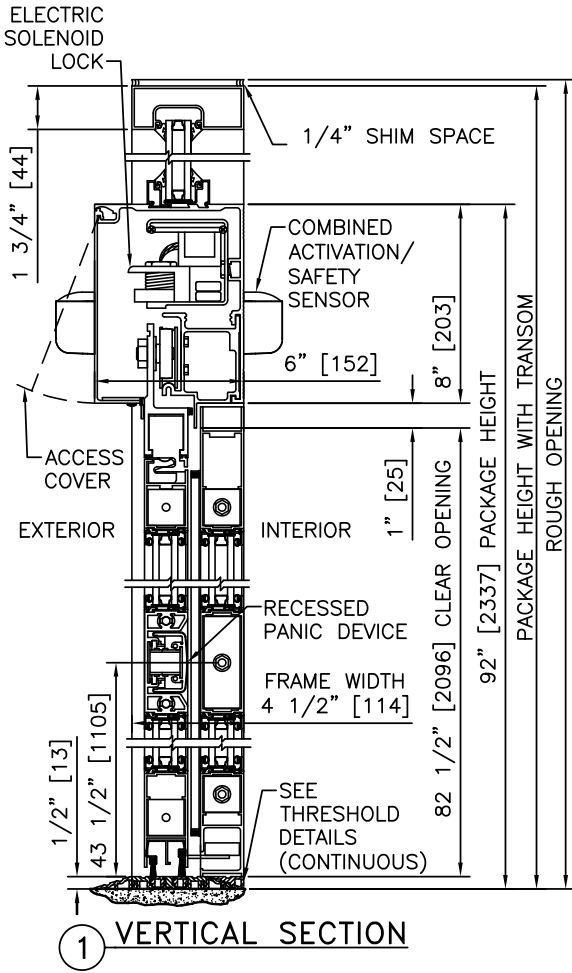 ELECTRIC
SOLENOID
LOCK
1/4" SHIM SPACE
1 3/4" [44]
COMBINED
ACTIVATION/
SAFETY
SENSOR
6" [152]
8" [203]
ACCESS
COVER
1" [25]
EXTERIOR
INTERIOR
RECESSED
PANIC DEVICE
FRAME WIDTH
4 1/2" [114]
82 1/2" [2096] CLEAR OPENING
92" [2337] PACKAGE HEIGHT
PACKAGE HEIGHT WITH TRANSOM
ROUGH OPENING
1/2" [13]
43 1/2" [1105]
SEE
THRESHOLD
DETAILS
(CONTINUOUS)
1 VERTICAL SECTION